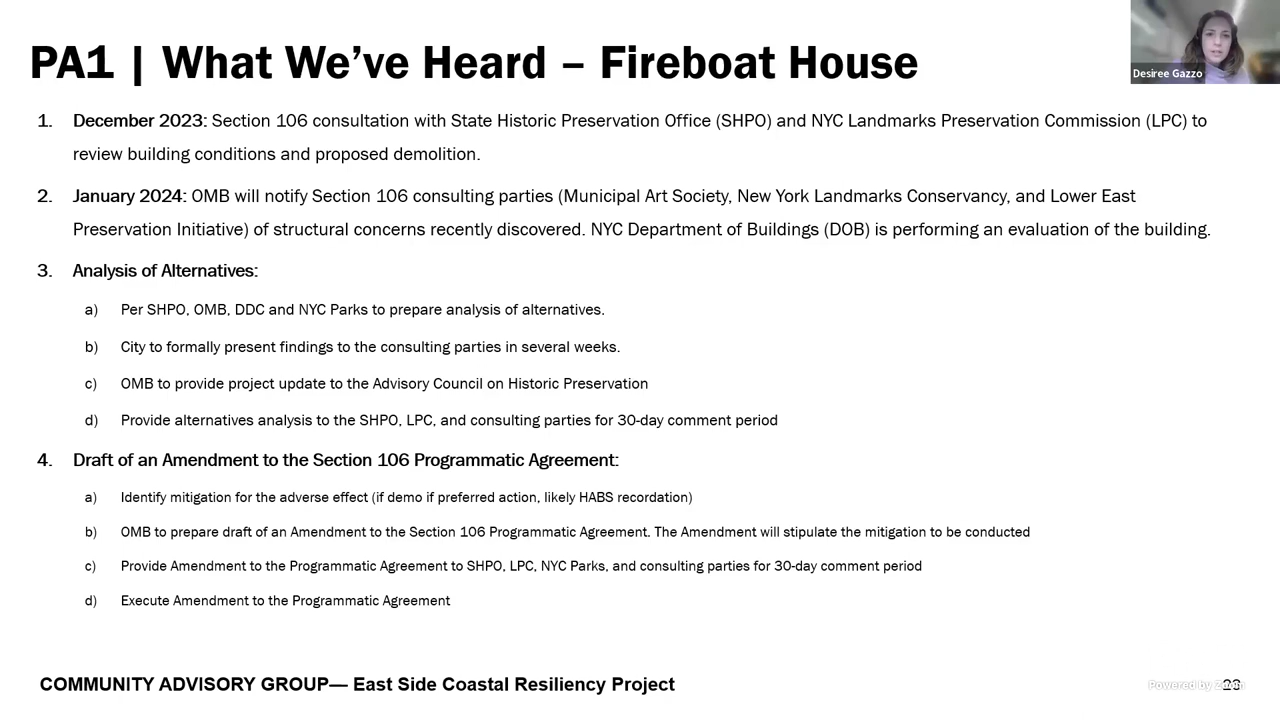 PA1 | What We've Heard – Fireboat House
Desiree Gazzo
1. December 2023: Section 106 consultation with State Historic Preservation Office (SHPO) and NYC Landmarks Preservation Commission (LPC) to
review building conditions and proposed demolition.
2. January 2024: OMB will notify Section 106 consulting parties (Municipal Art Society, New York Landmarks Conservancy, and Lower East
Preservation Initiative) of structural concerns recently discovered. NYC Department of Buildings (DOB) is performing an evaluation of the building.
3. Analysis of Alternatives:
a) Per SHPO, OMB, DDC and NYC Parks to prepare analysis of alternatives.
b) City to formally present findings to the consulting parties in several weeks.
c) OMB to provide project update to the Advisory Council on Historic Preservation
d) Provide alternatives analysis to the SHPO, LPC, and consulting parties for 30-day comment period
4. Draft of an Amendment to the Section 106 Programmatic Agreement:
a) Identify mitigation for the adverse effect (if demo if preferred action, likely HABS recordation)
b) OMB to prepare draft of an Amendment to the Section 106 Programmatic Agreement. The Amendment will stipulate the mitigation to be conducted
c) Provide Amendment to the Programmatic Agreement to SHPO, LPC, NYC Parks, and consulting parties for 30-day comment period
d) Execute Amendment to the Programmatic Agreement
COMMUNITY ADVISORY GROUP— East Side Coastal Resiliency Project
Powered by Zoom